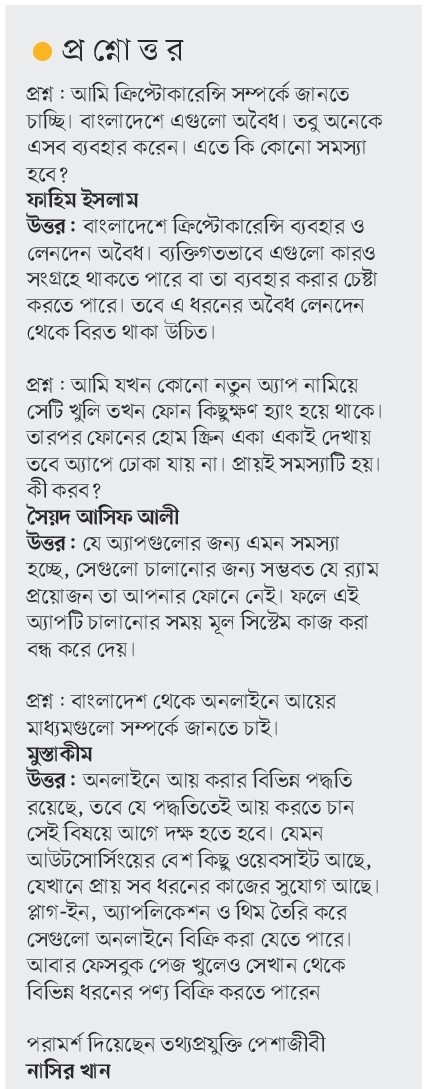 প্রশ্নোত্তর
প্রশ্ন : আমি ক্রিপ্টোকারেন্সি সম্পর্কে জানতে
চাচ্ছি। বাংলাদেশে এগুলো অবৈধ। তবু অনেকে
এসব ব্যবহার করেন। এতে কি কোনো সমস্যা
হবে?
ফাহিম ইসলাম
উত্তর : বাংলাদেশে ক্রিপ্টোকারেন্সি ব্যবহার ও
লেনদেন অবৈধ। ব্যক্তিগতভাবে এগুলো কারও
সংগ্রহে থাকতে পারে বা তা ব্যবহার করার চেষ্টা
করতে পারে। তবে এ ধরনের অবৈধ লেনদেন
থেকে বিরত থাকা উচিত।
প্রশ্ন : আমি যখন কোনো নতুন অ্যাপ নামিয়ে
সেটি খুলি তখন ফোন কিছুক্ষণ হ্যাং হয়ে থাকে।
তারপর ফোনের হোম স্ক্রিন একা একাই দেখায়
তবে অ্যাপে ঢোকা যায় না। প্রায়ই সমস্যাটি হয়।
কী করব?
সৈয়দ আসিফ আলী
উত্তর : যে অ্যাপগুলোর জন্য এমন সমস্যা
হচ্ছে, সেগুলো চালানোর জন্য সম্ভবত যে র‍্যাম
প্রয়োজন তা আপনার ফোনে নেই। ফলে এই
অ্যাপটি চালানোর সময় মূল সিস্টেম কাজ করা
বন্ধ করে দেয়।
প্রশ্ন : বাংলাদেশ থেকে অনলাইনে আয়ের
মাধ্যমগুলো সম্পর্কে জানতে চাই।
মুস্তাকীম
উত্তর : অনলাইনে আয় করার বিভিন্ন পদ্ধতি
রয়েছে, তবে যে পদ্ধতিতেই আয় করতে চান
সেই বিষয়ে আগে দক্ষ হতে হবে। যেমন
আউটসোর্সিংয়ের বেশ কিছু ওয়েবসাইট আছে,
যেখানে প্রায় সব ধরনের কাজের সুযোগ আছে।
প্লাগ-ইন, অ্যাপলিকেশন ও থিম তৈরি করে
সেগুলো অনলাইনে বিক্রি করা যেতে পারে।
আবার ফেসবুক পেজ খুলেও সেখান থেকে
বিভিন্ন ধরনের পণ্য বিক্রি করতে পারেন
পরামর্শ দিয়েছেন তথ্যপ্রযুক্তি পেশাজীবী
নাসির খান